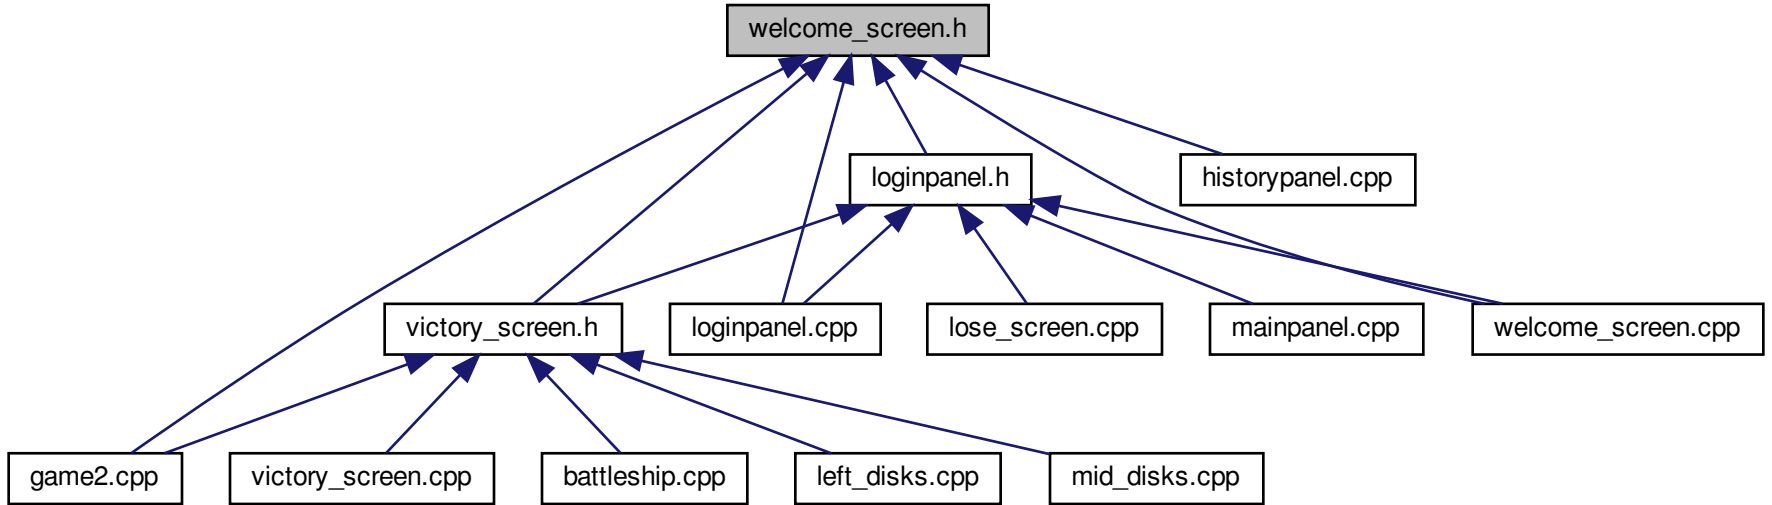 welcome_screen.h
loginpanel.h
historypanel.cpp
victory_screen.h
loginpanel.cpp
lose_screen.cpp
mainpanel.cpp
welcome_screen.cpp
game2.cpp
victory_screen.cpp
battleship.cpp
left_disks.cpp
mid_disks.cpp